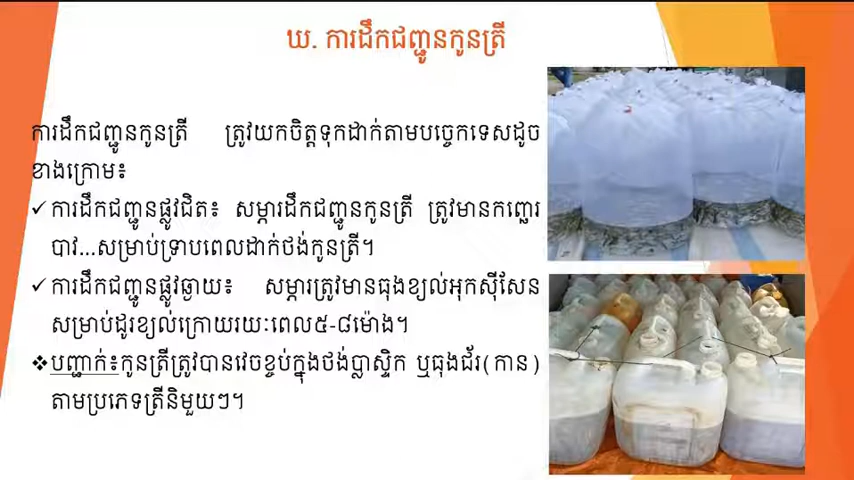 ឃ. ការដឹកជញ្ជូនកូនត្រី
ការដឹកជញ្ជូនកូនត្រី ត្រូវយកចិត្តទុកដាក់តាមបច្ចេកទេសដូច
ខាងក្រោម៖
✓ ការដឹកជញ្ជូនផ្លូវជិត៖ សម្ភារដឹកជញ្ជូនកូនត្រី ត្រូវមានកញ្ឆេរ
បាវ...សម្រាប់ទ្រាបពេលដាក់ថង់កូនត្រី។
✓ ការដឹកជញ្ជូនផ្លូវឆ្ងាយ៖ សម្ភារត្រូវមានធុងខ្យល់អុកស៊ីសែន
សម្រាប់ដូរខ្យល់ក្រោយរយៈពេល៥-៨ម៉ោង។
❖ បញ្ជាក់៖កូនត្រីត្រូវបានវេចខ្ចប់ក្នុងថង់ប្លាស្ទិក ឬធុងជ័រ(កាន)
តាមប្រភេទត្រីនិមួយៗ។